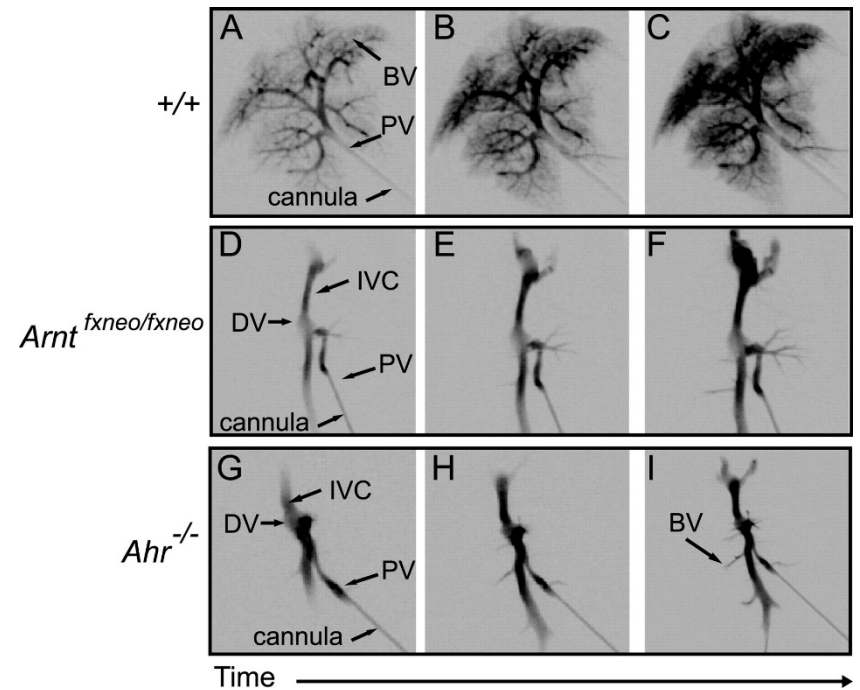 A
B
C
BV
+/+
PV
cannula
D
E
F
IVC
DV
Arnt fxneo/fxneo
PV
cannula
G
H
I
IVC
DV
BV
Ahr -/-
PV
cannula
Time